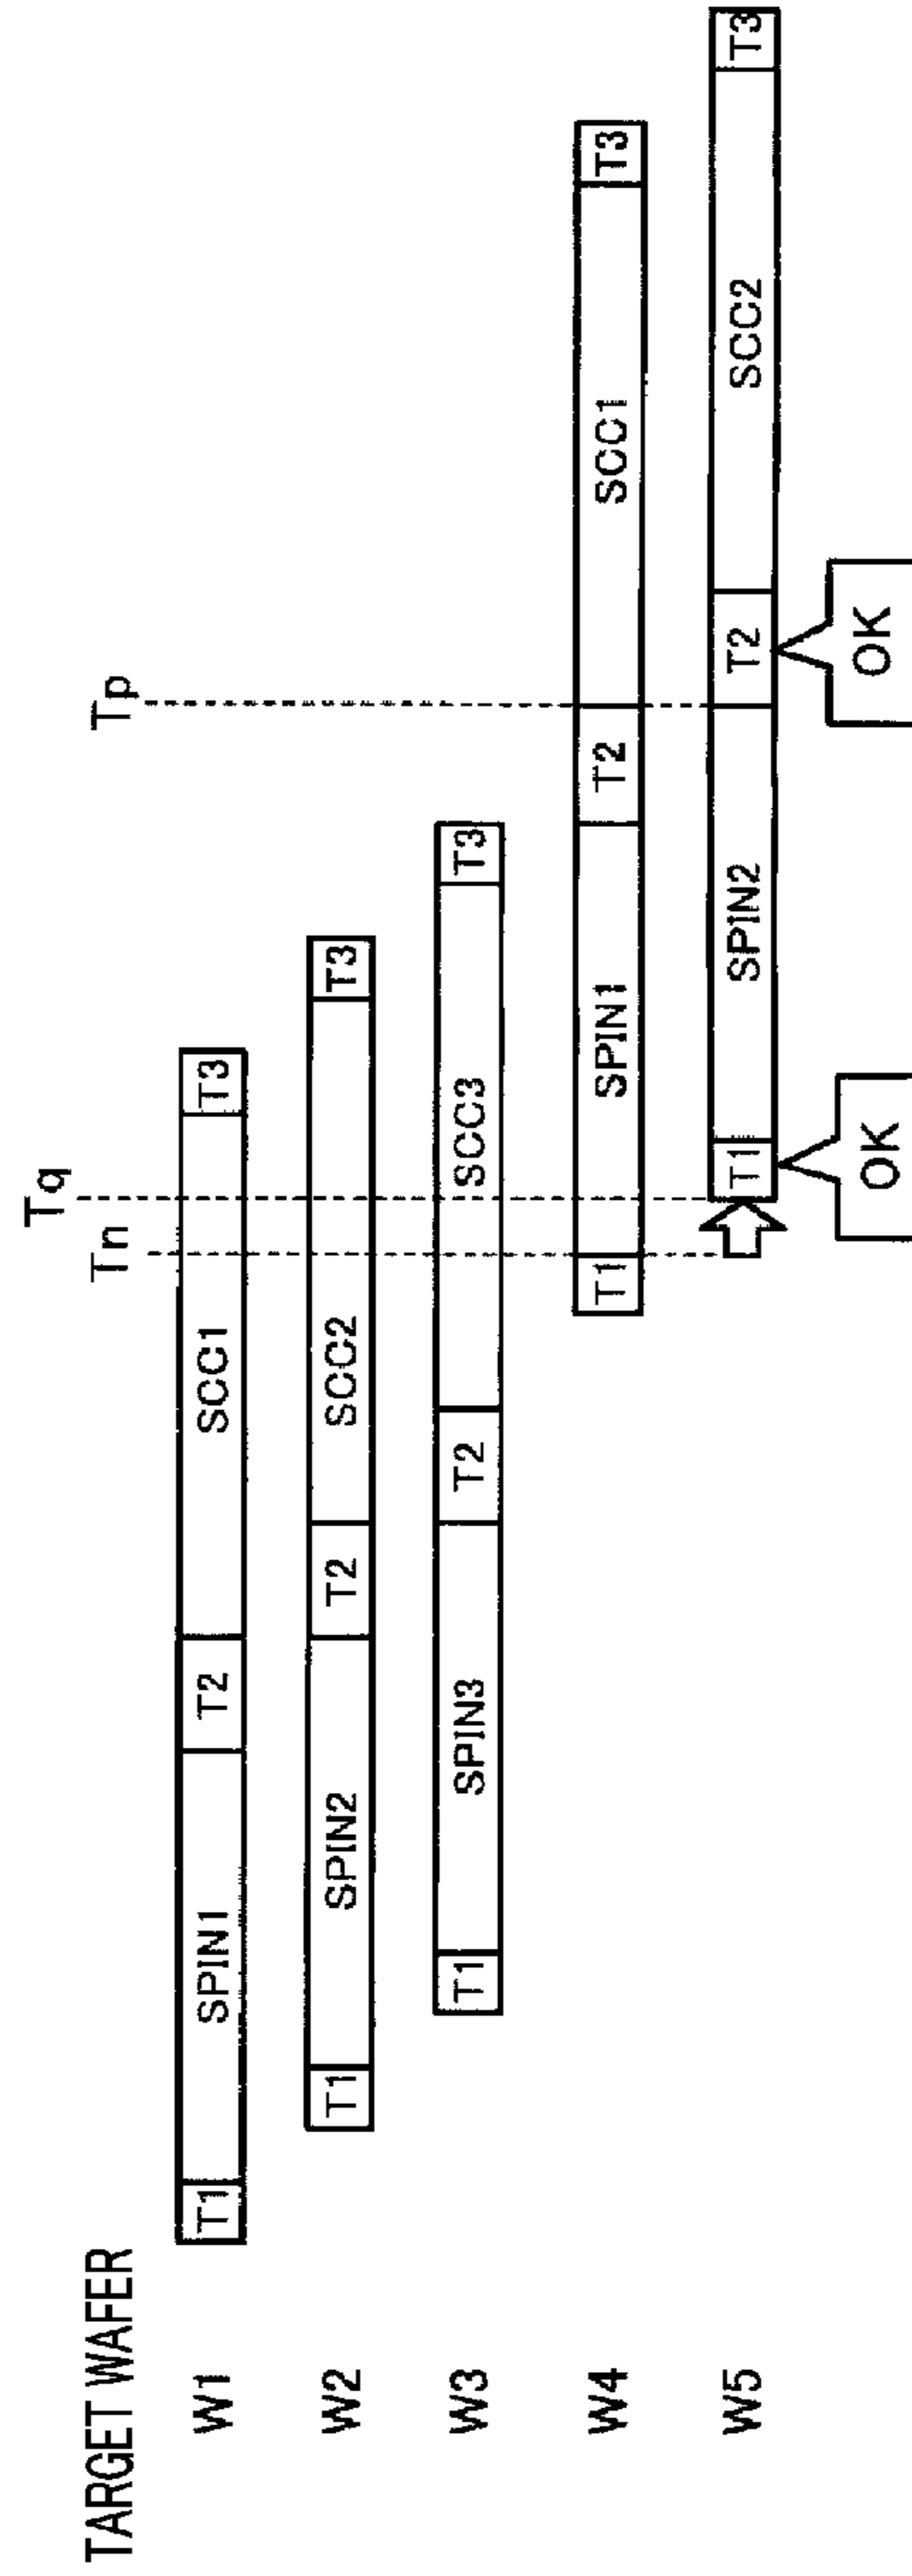 Tq
Tn
Tp
TARGET WAFER
W1 T1 SPIN1 T2 SCC1 T3
W2 T1 SPIN2 T2 SCC2 T3
W3 T1 SPIN3 T2 SCC3 T3
W4 T1 SPIN1 T2 SCC1 T3
W5 T1 SPIN2 T2 SCC2 T3
OK
OK